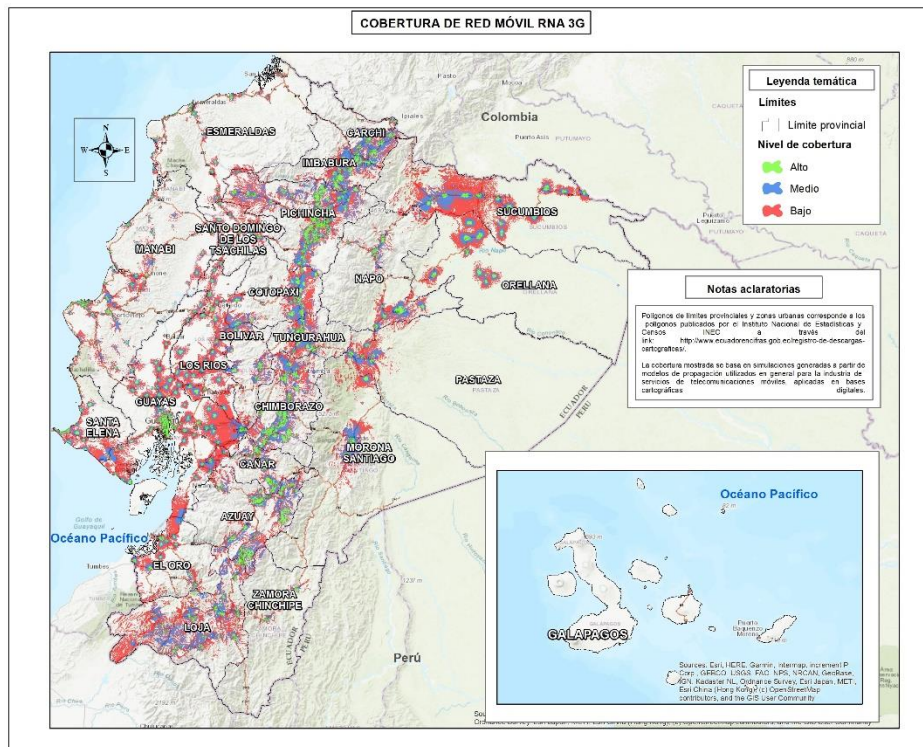 COBERTURA DE RED MÓVIL RNA 3G
Leyenda temática
Límites
Límite provincial
Nivel de cobertura
Alto
Medio
Bajo
N
W
E
S
Colombia
ESMERALDAS
CARCHI
IMBABURA
PICHINCHA
SUCUMBIOS
SANTO DOMINGO
DE LOS
TSACHILAS
MANABI
NAPO
ORELLANA
COTOPAXI
BOLIVAR
TUNGURAHUA
LOS RIOS
PASTAZA
GUAYAS
CHIMBORAZO
SANTA
ELENA
MORONA
SANTIAGO
CAÑAR
AZUAY
Océano Pacífico
EL ORO
ZAMORA
CHINCHIPE
LOJA
Perú
ECUADOR
PERU
Notas aclaratorias
Polígonos de límites provinciales y zonas urbanas corresponde a los
polígonos publicados por el Instituto Nacional de Estadísticas y
Censos INEC a través del
link: http://www.ecuadorencifras.gob.ec/registro-de-descargas-
cartograficas/.
La cobertura mostrada se basa en simulaciones generadas a partir de
modelos de propagación utilizados en general para la industria de
servicios de telecomunicaciones móviles aplicadas en bases
cartográficas digitales.
Océano Pacífico
GALAPAGOS
Puerto
Baquerizo
Moreno
Sources: Esri, HERE, Garmin, Intermap, increment P
Corp., GEBCO, USGS, FAO, NPS, NRCAN, GeoBase,
IGN, Kadaster NL, Ordnance Survey, Esri Japan, METI,
Esri China (Hong Kong), (c) OpenStreetMap
contributors, and the GIS User Community